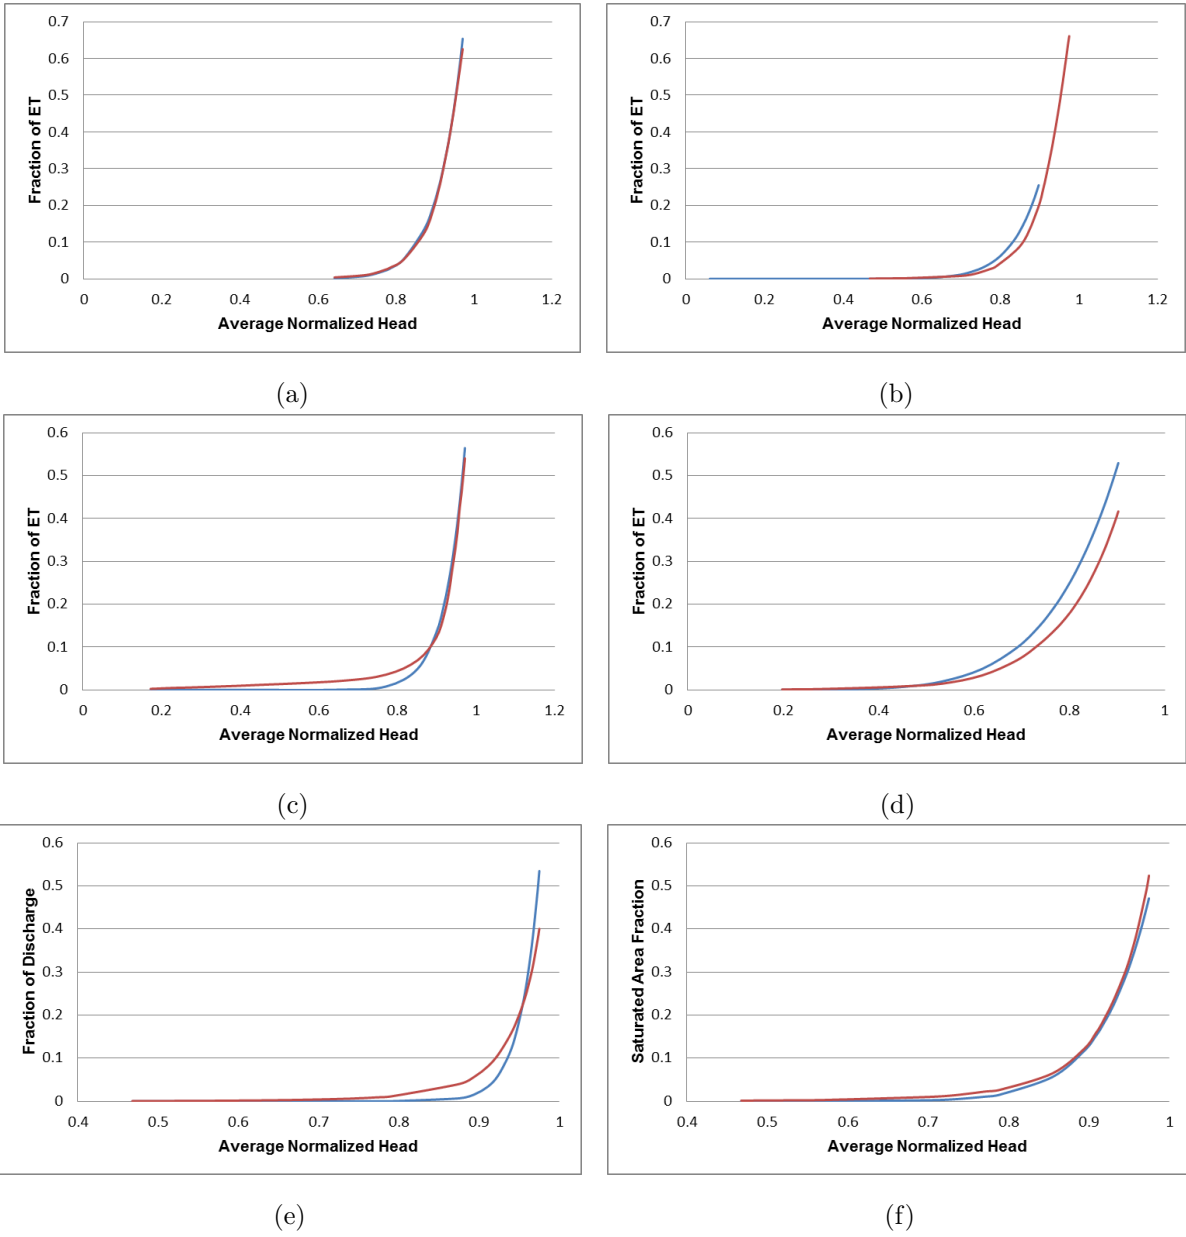 0.7
0.6
0.5
0.4
0.3
0.2
0.1
0
Fraction of ET
0 0.2 0.4 0.6 0.8 1 1.2
Average Normalized Head
(a)
0.7
0.6
0.5
0.4
0.3
0.2
0.1
0
Fraction of ET
0 0.2 0.4 0.6 0.8 1 1.2
Average Normalized Head
(b)
0.6
0.5
0.4
0.3
0.2
0.1
0
Fraction of ET
0 0.2 0.4 0.6 0.8 1 1.2
Average Normalized Head
(c)
0.6
0.5
0.4
0.3
0.2
0.1
0
Fraction of ET
0 0.2 0.4 0.6 0.8 1
Average Normalized Head
(d)
0.6
0.5
0.4
0.3
0.2
0.1
0
Fraction of Discharge
0.4 0.5 0.6 0.7 0.8 0.9 1
Average Normalized Head
(e)
0.6
0.5
0.4
0.3
0.2
0.1
0
Saturated Area Fraction
0.4 0.5 0.6 0.7 0.8 0.9 1
Average Normalized Head
(f)